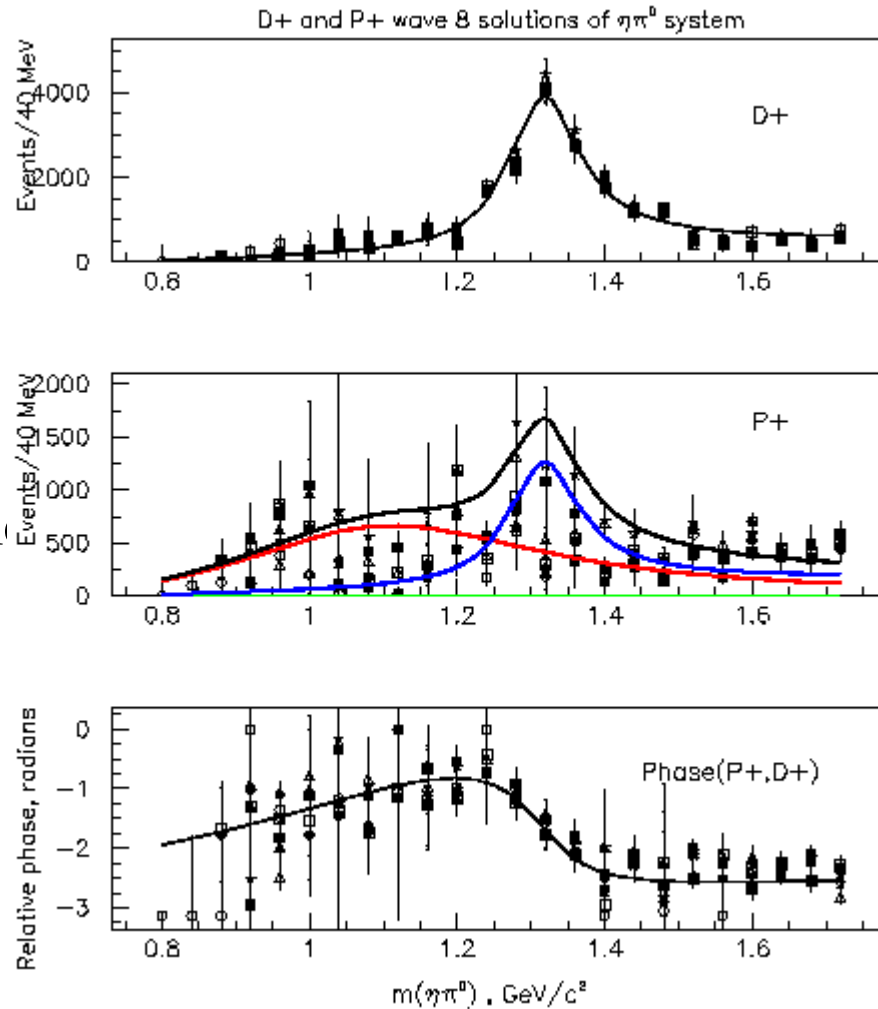 D+ and P+ wave 8 solutions of ηπ⁰ system
Events/40 MeV
4000
2000
0
D+
0.8 1 1.2 1.4 1.6
Events/40 MeV
2000
1500
1000
500
0
P+
0.8 1 1.2 1.4 1.6
Relative phase, radians
0
−1
−2
−3
Phase(P+,D+)
0.8 1 1.2 1.4 1.6
m(ηπ⁰) , GeV/c²